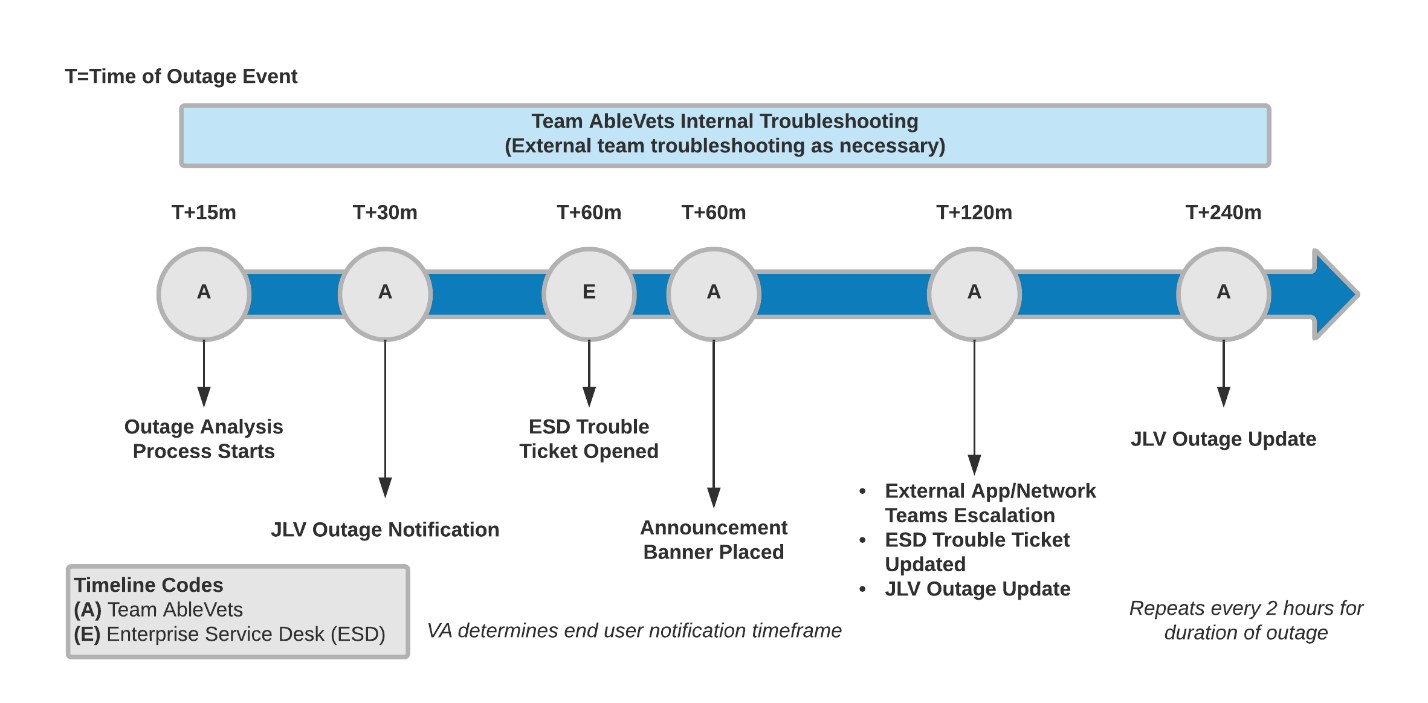 T=Time of Outage Event
Team AbleVets Internal Troubleshooting
(External team troubleshooting as necessary)
T+15m
T+30m
T+60m
T+60m
T+120m
T+240m
A
A
E
A
A
A
Outage Analysis
Process Starts
JLV Outage Notification
ESD Trouble
Ticket Opened
Announcement
Banner Placed
• External App/Network
Teams Escalation
• ESD Trouble Ticket
Updated
• JLV Outage Update
JLV Outage Update
Timeline Codes
(A) Team AbleVets
(E) Enterprise Service Desk (ESD)
VA determines end user notification timeframe
Repeats every 2 hours for
duration of outage